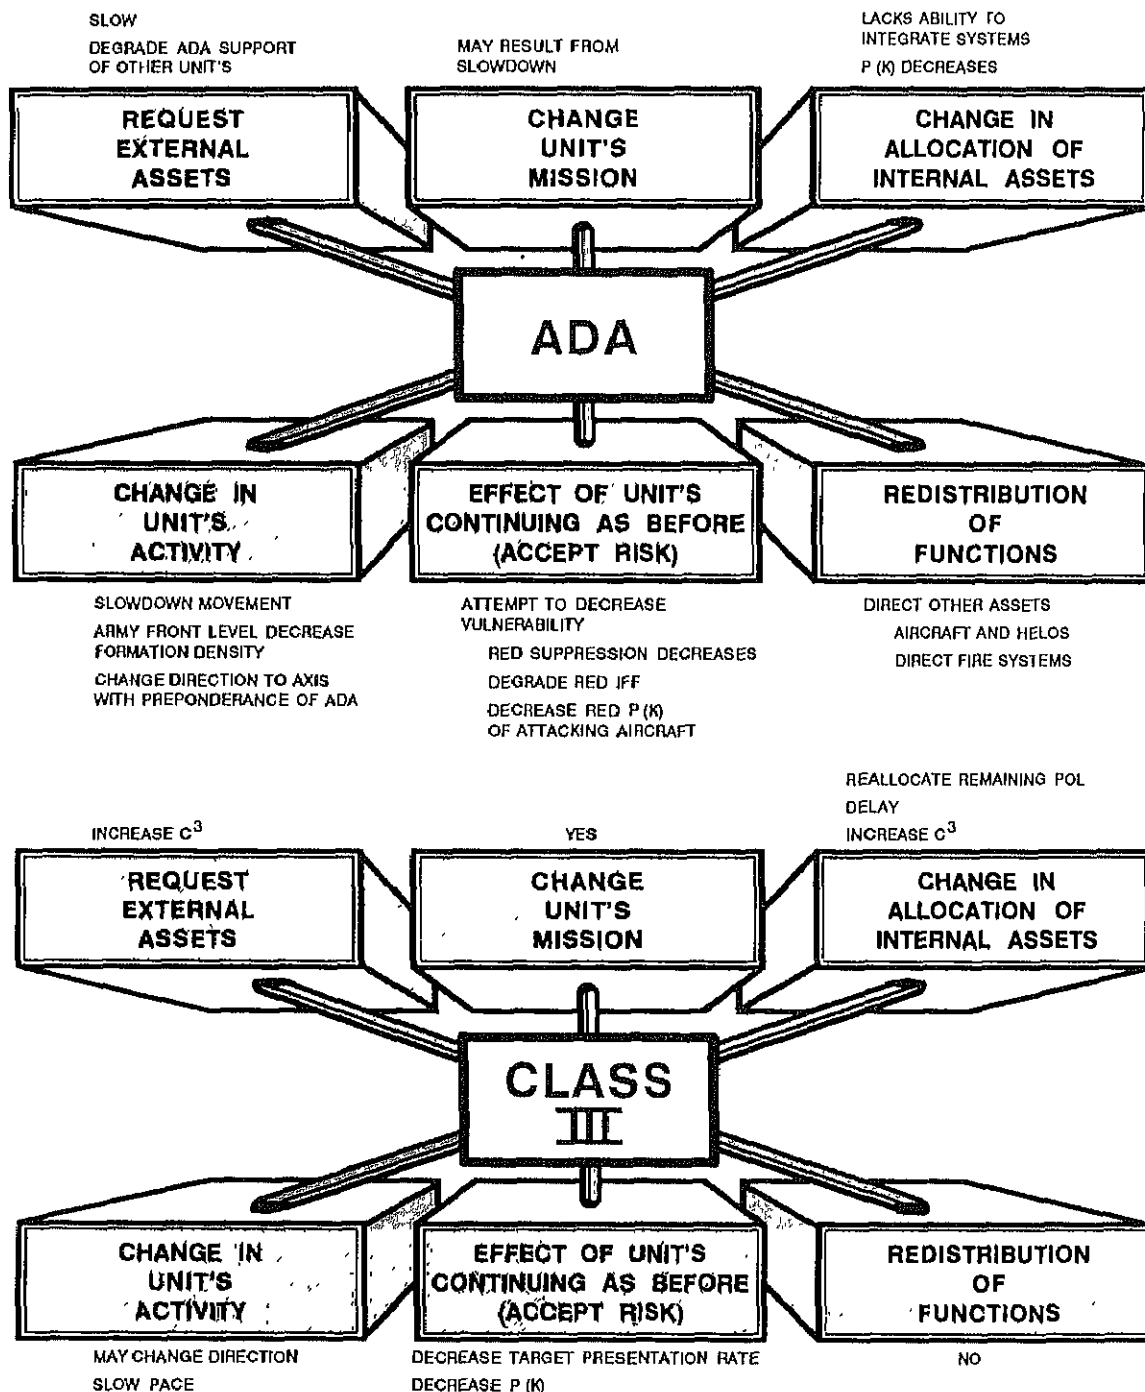 SLOW
DEGRADE ADA SUPPORT
OF OTHER UNIT'S
MAY RESULT FROM
SLOWDOWN
LACKS ABILITY TO
INTEGRATE SYSTEMS
P (K) DECREASES
REQUEST
EXTERNAL
ASSETS
CHANGE
UNIT'S
MISSION
CHANGE IN
ALLOCATION OF
INTERNAL ASSETS
ADA
CHANGE IN
UNIT'S
ACTIVITY
EFFECT OF UNIT'S
CONTINUING AS BEFORE
(ACCEPT RISK)
REDISTRIBUTION
OF
FUNCTIONS
SLOWDOWN MOVEMENT
ARMY FRONT LEVEL DECREASE
FORMATION DENSITY
CHANGE DIRECTION TO AXIS
WITH PREPONDERANCE OF ADA
ATTEMPT TO DECREASE
VULNERABILITY
RED SUPPRESSION DECREASES
DEGRADE RED IFF
DECREASE RED P (K)
OF ATTACKING AIRCRAFT
DIRECT OTHER ASSETS
AIRCRAFT AND HELOS
DIRECT FIRE SYSTEMS
INCREASE C³
YES
REALLOCATE REMAINING POL
DELAY
INCREASE C³
REQUEST
EXTERNAL
ASSETS
CHANGE
UNIT'S
MISSION
CHANGE IN
ALLOCATION OF
INTERNAL ASSETS
CLASS
III
CHANGE IN
UNIT'S
ACTIVITY
EFFECT OF UNIT'S
CONTINUING AS BEFORE
(ACCEPT RISK)
REDISTRIBUTION
OF
FUNCTIONS
MAY CHANGE DIRECTION
SLOW PACE
DECREASE TARGET PRESENTATION RATE
DECREASE P (K)
NO